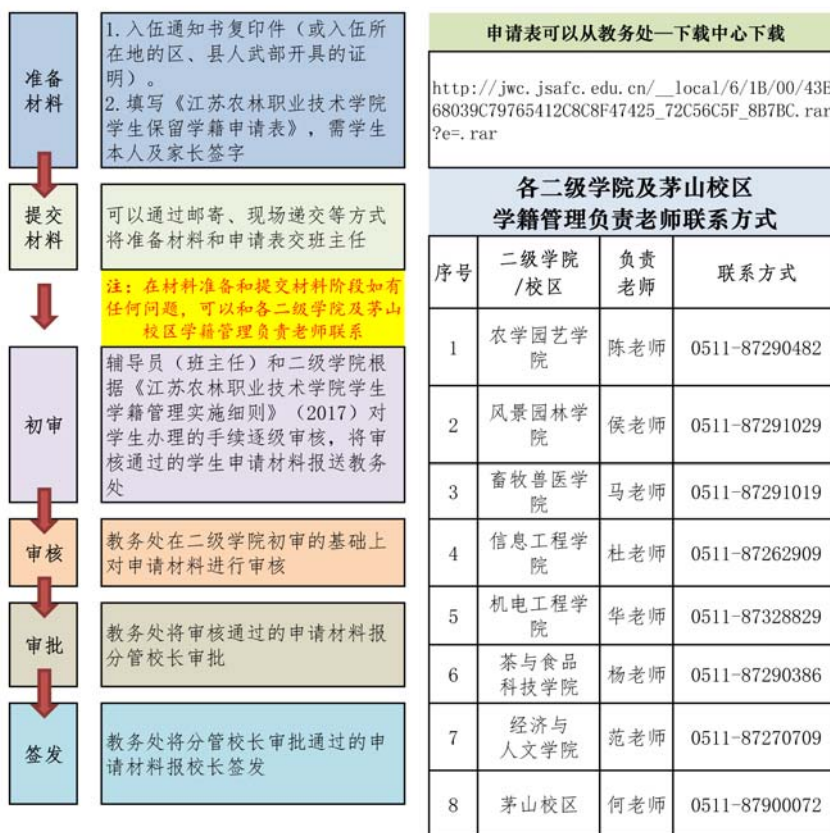 准备
材料
1. 入伍通知书复印件（或入伍所
在地的区、县人武部开具的证
明）。
2. 填写《江苏农林职业技术学院
学生保留学籍申请表》，需学生
本人及家长签字
提交
材料
可以通过邮寄、现场递交等方式
将准备材料和申请表交班主任
注：在材料准备和提交材料阶段如有
任何问题，可以和各二级学院及茅山
校区学籍管理负责老师联系
初审
辅导员（班主任）和二级学院根
据《江苏农林职业技术学院学生
学籍管理实施细则》（2017）对
学生办理的手续逐级审核，将审
核通过的学生申请材料报送教务
处
审核
教务处在二级学院初审的基础上
对申请材料进行审核
审批
教务处将审核通过的申请材料报
分管校长审批
签发
教务处将分管校长审批通过的申
请材料报校长签发
申请表可以从教务处—下载中心下载
http://jwc.jsafc.edu.cn/__local/6/1B/00/43E
68039C79765412C8C8F47425_72C56C5F_8B7BC.rar
?e=.rar
各二级学院及茅山校区
学籍管理负责老师联系方式
序号 二级学院/校区 负责老师 联系方式
1 农学园艺学院 陈老师 0511-87290482
2 风景园林学院 侯老师 0511-87291029
3 畜牧兽医学院 马老师 0511-87291019
4 信息工程学院 杜老师 0511-87262909
5 机电工程学院 华老师 0511-87328829
6 茶与食品科技学院 杨老师 0511-87290386
7 经济与人文学院 范老师 0511-87270709
8 茅山校区 何老师 0511-87900072